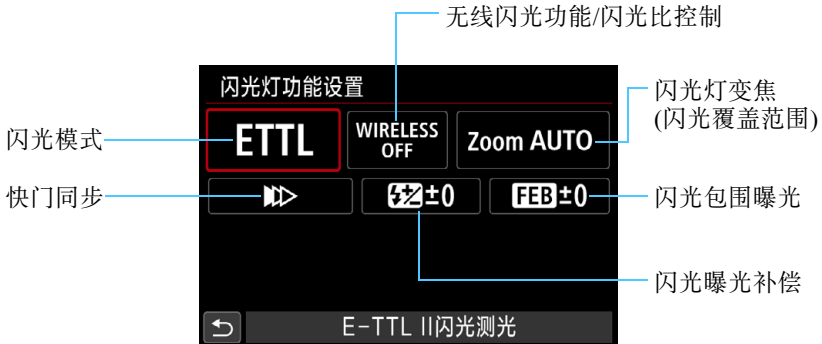 无线闪光功能/闪光比控制
闪光灯功能设置
闪光灯变焦
(闪光覆盖范围)
闪光模式
ETTL
WIRELESS
OFF
Zoom AUTO
快门同步
±0
FEB±0
闪光包围曝光
闪光曝光补偿
E-TTL II闪光测光